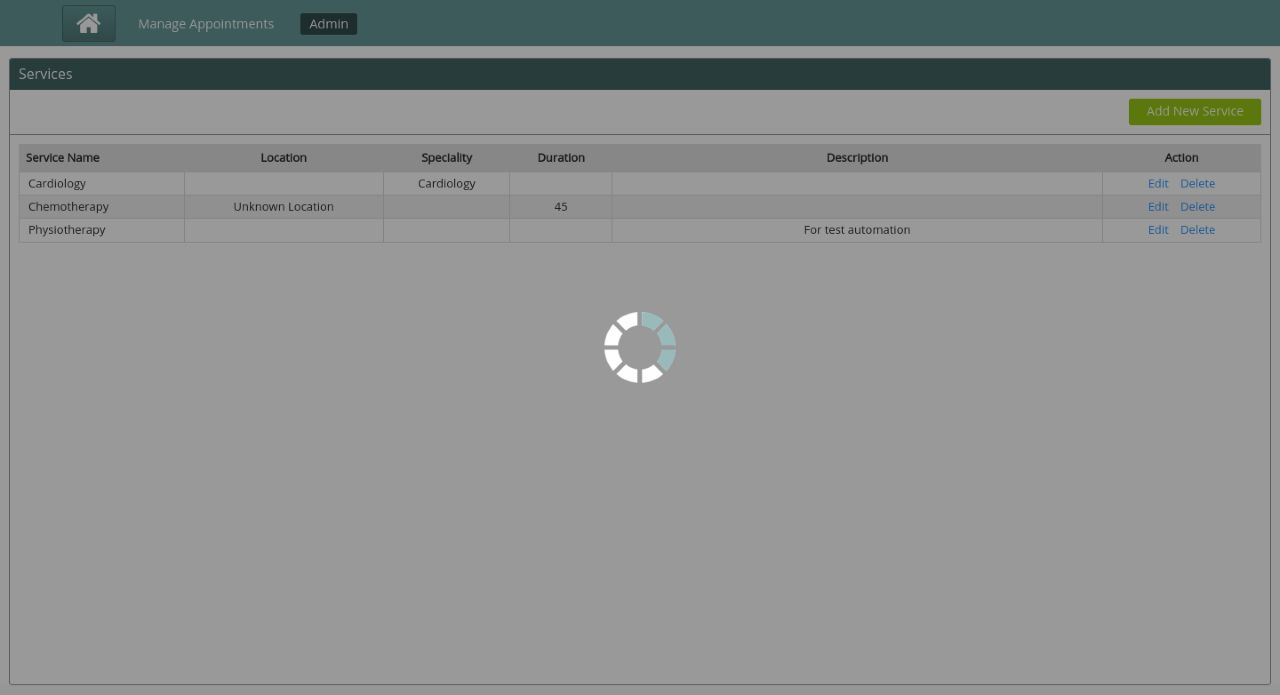 Manage Appointments Admin
Services
Add New Service
Service Name Location Speciality Duration Description Action
Cardiology Cardiology Edit Delete
Chemotherapy Unknown Location 45 Edit Delete
Physiotherapy For test automation Edit Delete